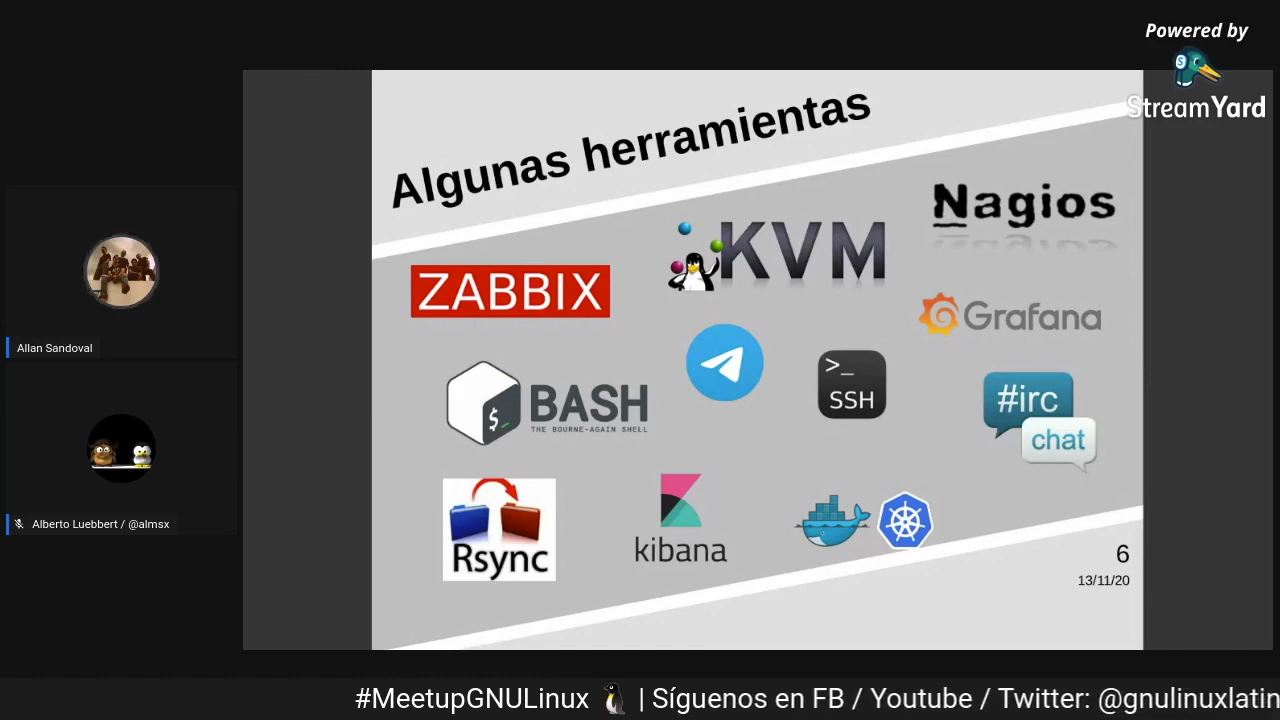 Powered by
StreamYard
Algunas herramientas
Nagios
KVM
ZABBIX
Grafana
>_
SSH
#irc
chat
$_
BASH
THE BOURNE-AGAIN SHELL
Rsync
kibana
6
13/11/20
Allan Sandoval
Alberto Luebbert / @almsx
#MeetupGNULinux 🐧 | Síguenos en FB / Youtube / Twitter: @gnulinuxlatin